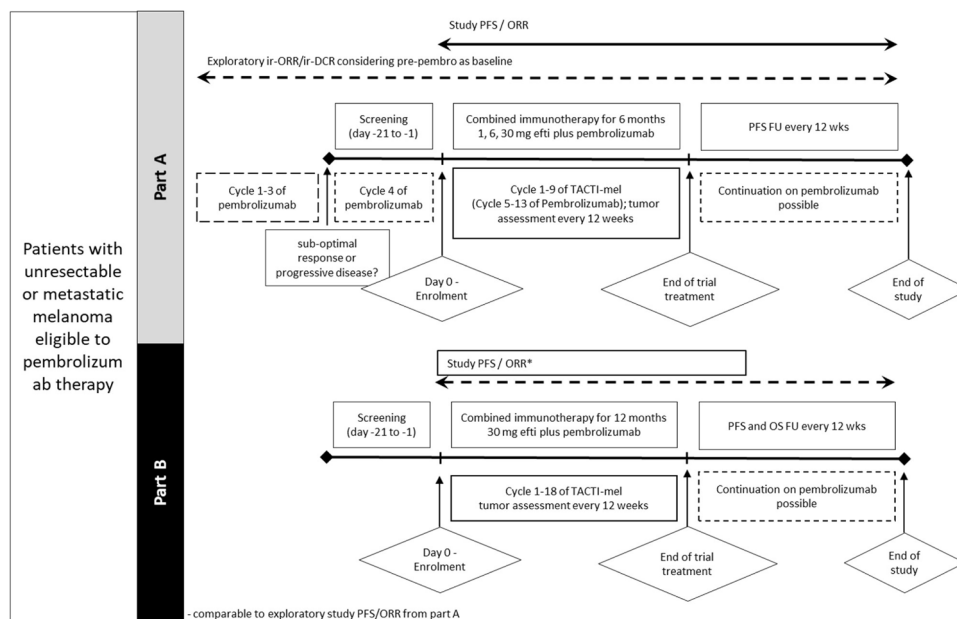 Patients with
unresectable
or metastatic
melanoma
eligible to
pembrolizum
ab therapy
Part A
Study PFS / ORR
Exploratory ir-ORR/ir-DCR considering pre-pembro as baseline
Screening
(day -21 to -1)
Combined immunotherapy for 6 months
1, 6, 30 mg efti plus pembrolizumab
PFS FU every 12 wks
Cycle 1-3 of
pembrolizumab
Cycle 4 of
pembrolizumab
Cycle 1-9 of TACTI-mel
(Cycle 5-13 of Pembrolizumab); tumor
assessment every 12 weeks
Continuation on pembrolizumab
possible
sub-optimal
response or
progressive disease?
Day 0 -
Enrolment
End of trial
treatment
End of
study
Part B
Study PFS / ORR*
Screening
(day -21 to -1)
Combined immunotherapy for 12 months
30 mg efti plus pembrolizumab
PFS and OS FU every 12 wks
Cycle 1-18 of TACTI-mel
tumor assessment every 12 weeks
Continuation on pembrolizumab
possible
Day 0 -
Enrolment
End of trial
treatment
End of
study
- comparable to exploratory study PFS/ORR from part A